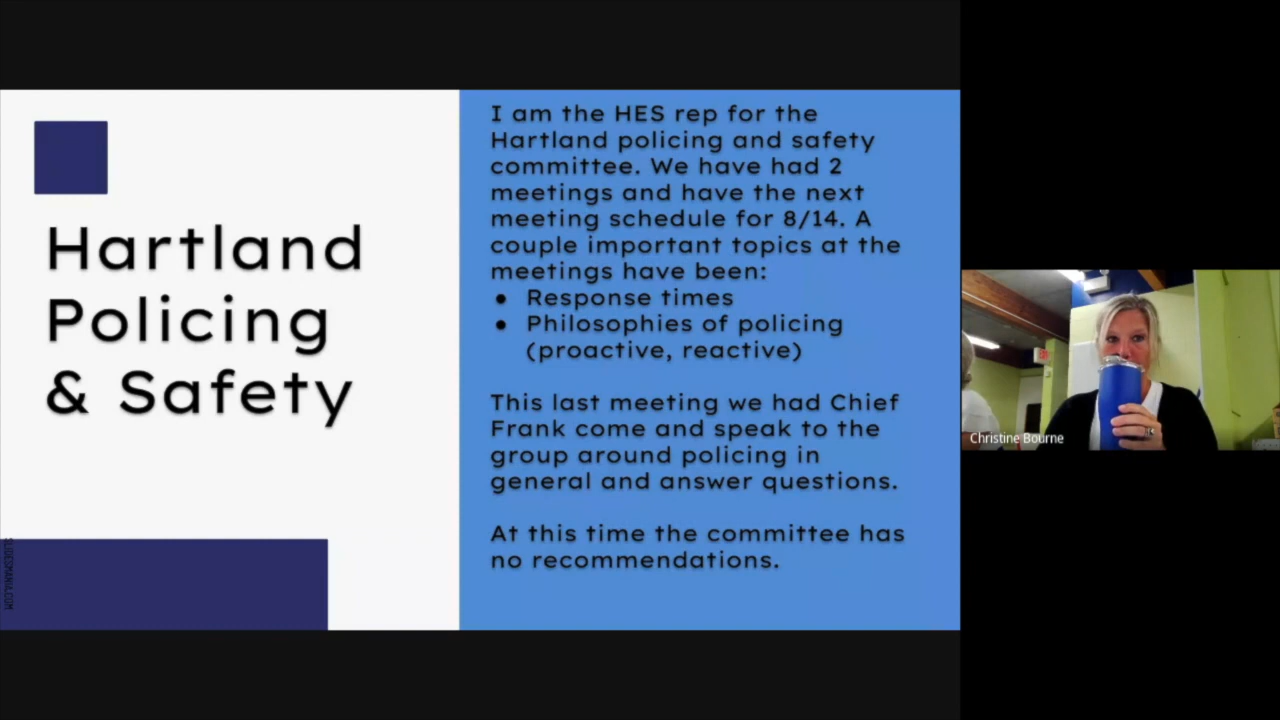 Hartland
Policing
& Safety
I am the HES rep for the
Hartland policing and safety
committee. We have had 2
meetings and have the next
meeting schedule for 8/14. A
couple important topics at the
meetings have been:
● Response times
● Philosophies of policing
(proactive, reactive)
This last meeting we had Chief
Frank come and speak to the
group around policing in
general and answer questions.
At this time the committee has
no recommendations.
SLIDESMANIA.COM
Christine Bourne